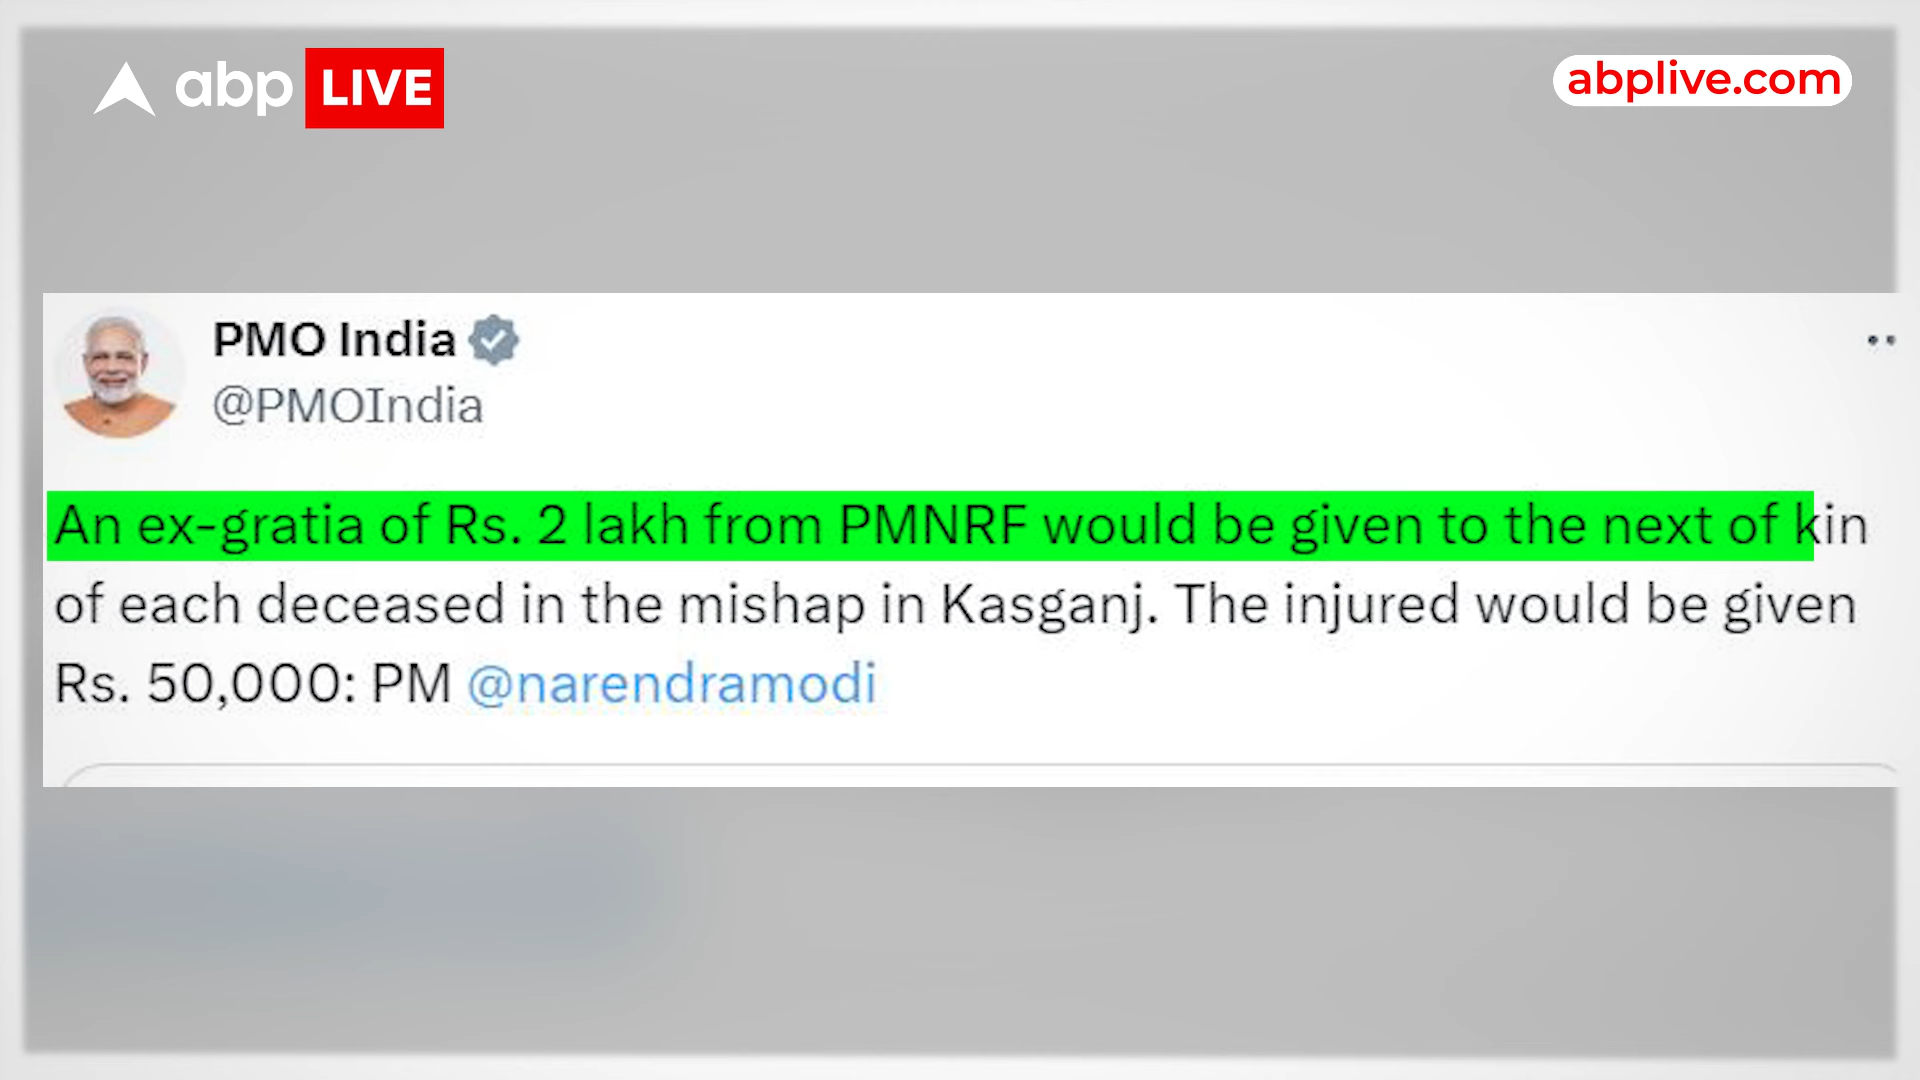 abp LIVE
abplive.com
PMO India
@PMOIndia
An ex-gratia of Rs. 2 lakh from PMNRF would be given to the next of kin
of each deceased in the mishap in Kasganj. The injured would be given
Rs. 50,000: PM @narendramodi